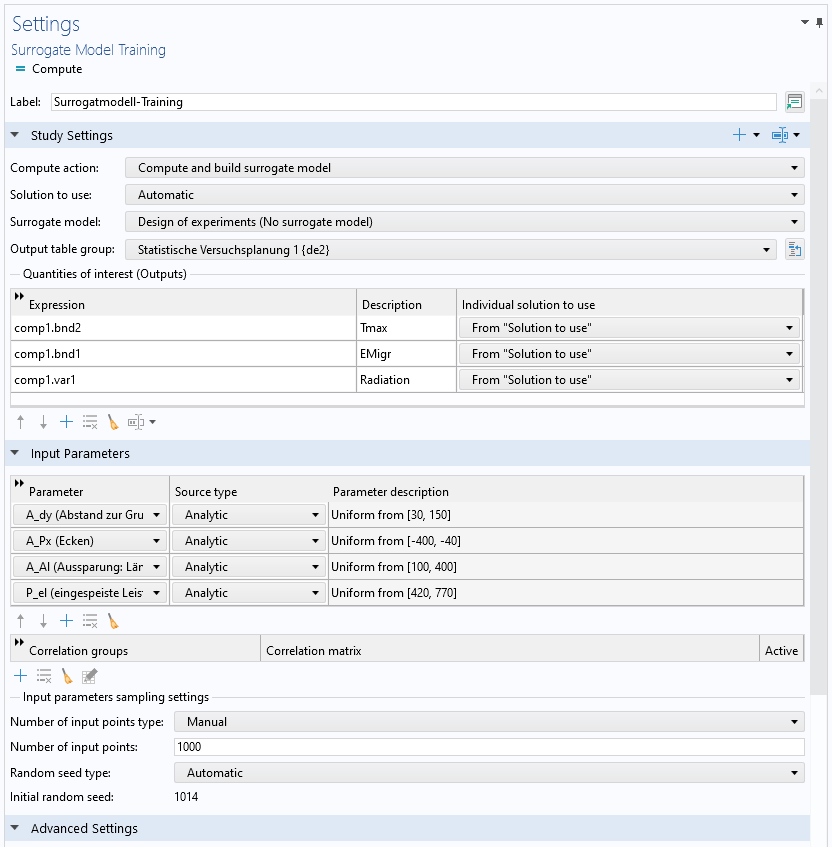 Settings
Surrogate Model Training
Compute
Label: Surrogatmodell-Training
Study Settings
Compute action: Compute and build surrogate model
Solution to use: Automatic
Surrogate model: Design of experiments (No surrogate model)
Output table group: Statistische Versuchsplanung 1 {de2}
Quantities of interest (Outputs)
Expression Description Individual solution to use
comp1.bnd2 Tmax From "Solution to use"
comp1.bnd1 EMigr From "Solution to use"
comp1.var1 Radiation From "Solution to use"
Input Parameters
Parameter Source type Parameter description
A_dy (Abstand zur Gru Analytic Uniform from [30, 150]
A_Px (Ecken) Analytic Uniform from [-400, -40]
A_Al (Aussparung: Län Analytic Uniform from [100, 400]
P_el (eingespeiste Leis Analytic Uniform from [420, 770]
Correlation groups Correlation matrix Active
Input parameters sampling settings
Number of input points type: Manual
Number of input points: 1000
Random seed type: Automatic
Initial random seed: 1014
Advanced Settings